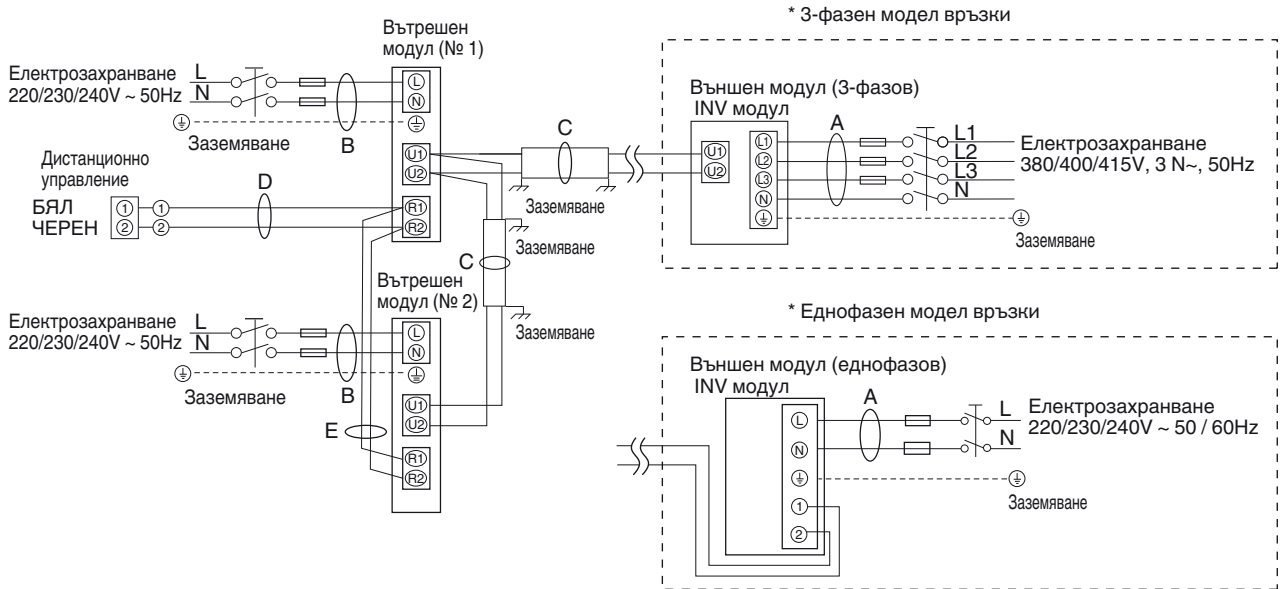 * 3-фазен модел връзки
Вътрешен
модул (№ 1)
Електрозахранване
220/230/240V ~ 50Hz
L
N
Заземяване
B
L
N
U1
U2
R1
R2
C
Заземяване
Дистанционно
управление
БЯЛ
ЧЕРЕН
1
2
1
2
D
Външен модул (3-фазов)
INV модул
U1
U2
L1
L2
L3
N
A
L1
L2
L3
N
Електрозахранване
380/400/415V, 3 N~, 50Hz
Заземяване
C
Заземяване
Заземяване
Вътрешен
модул (№ 2)
Електрозахранване
220/230/240V ~ 50Hz
L
N
Заземяване
B
E
L
N
U1
U2
R1
R2
* Еднофазен модел връзки
Външен модул (еднофазов)
INV модул
L
N
1
2
A
L
N
Електрозахранване
220/230/240V ~ 50 / 60Hz
Заземяване